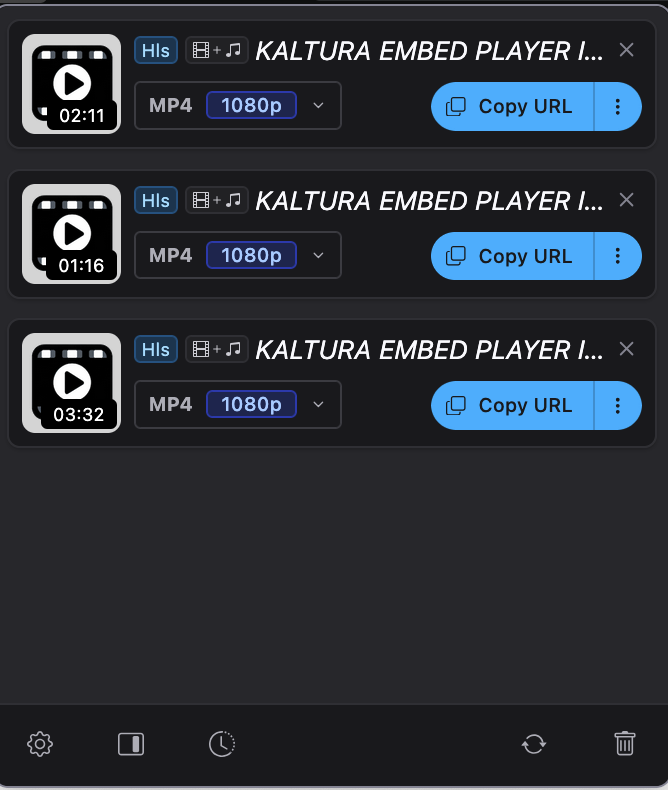 Hls KALTURA EMBED PLAYER I...
02:11 MP4 1080p Copy URL
Hls KALTURA EMBED PLAYER I...
01:16 MP4 1080p Copy URL
Hls KALTURA EMBED PLAYER I...
03:32 MP4 1080p Copy URL